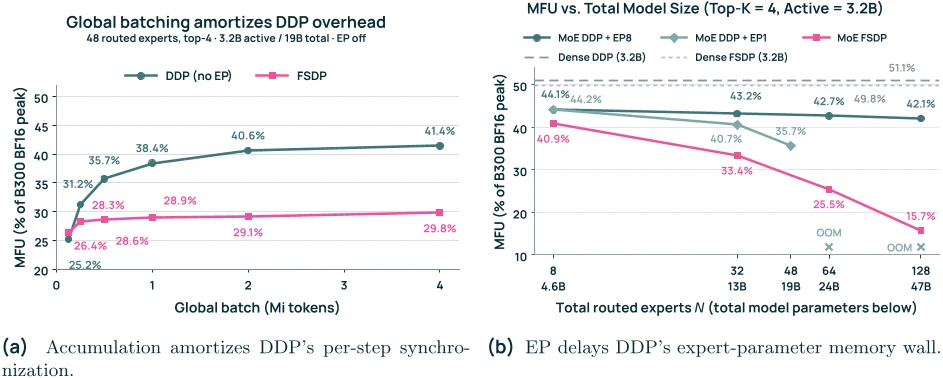 Global batching amortizes DDP overhead
48 routed experts, top-4 · 3.2B active / 19B total · EP off
DDP (no EP)
FSDP
MFU (% of B300 BF16 peak)
50
45
40
35
30
25
20
25.2%
31.2%
35.7%
38.4%
40.6%
41.4%
26.4%
28.3%
28.6%
28.9%
29.1%
29.8%
0
1
2
3
4
Global batch (Mi tokens)
(a) Accumulation amortizes DDP's per-step synchro-
nization.
MFU vs. Total Model Size (Top-K = 4, Active = 3.2B)
MoE DDP + EP8
MoE DDP + EP1
MoE FSDP
Dense DDP (3.2B)
Dense FSDP (3.2B)
MFU (% of B300 BF16 peak)
50
40
30
20
10
51.1%
49.8%
44.1%
44.2%
43.2%
42.7%
42.1%
40.7%
35.7%
40.9%
33.4%
25.5%
15.7%
OOM
OOM
8
32
48
64
128
4.6B
13B
19B
24B
47B
Total routed experts N (total model parameters below)
(b) EP delays DDP's expert-parameter memory wall.